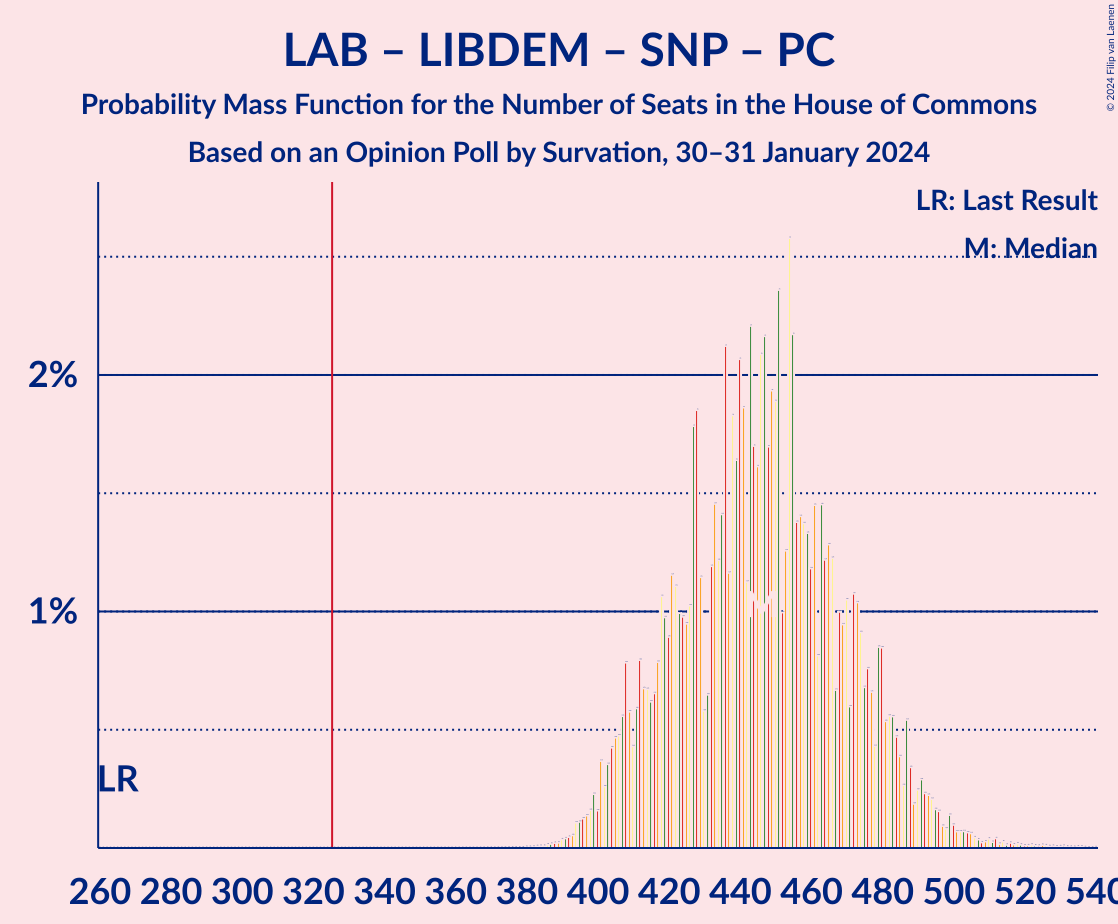 LAB – LIBDEM – SNP – PC
Probability Mass Function for the Number of Seats in the House of Commons
Based on an Opinion Poll by Survation, 30–31 January 2024
© 2024 Filip van Laenen
LR: Last Result
M: Median
2%
1%
LR
M
260 280 300 320 340 360 380 400 420 440 460 480 500 520 540